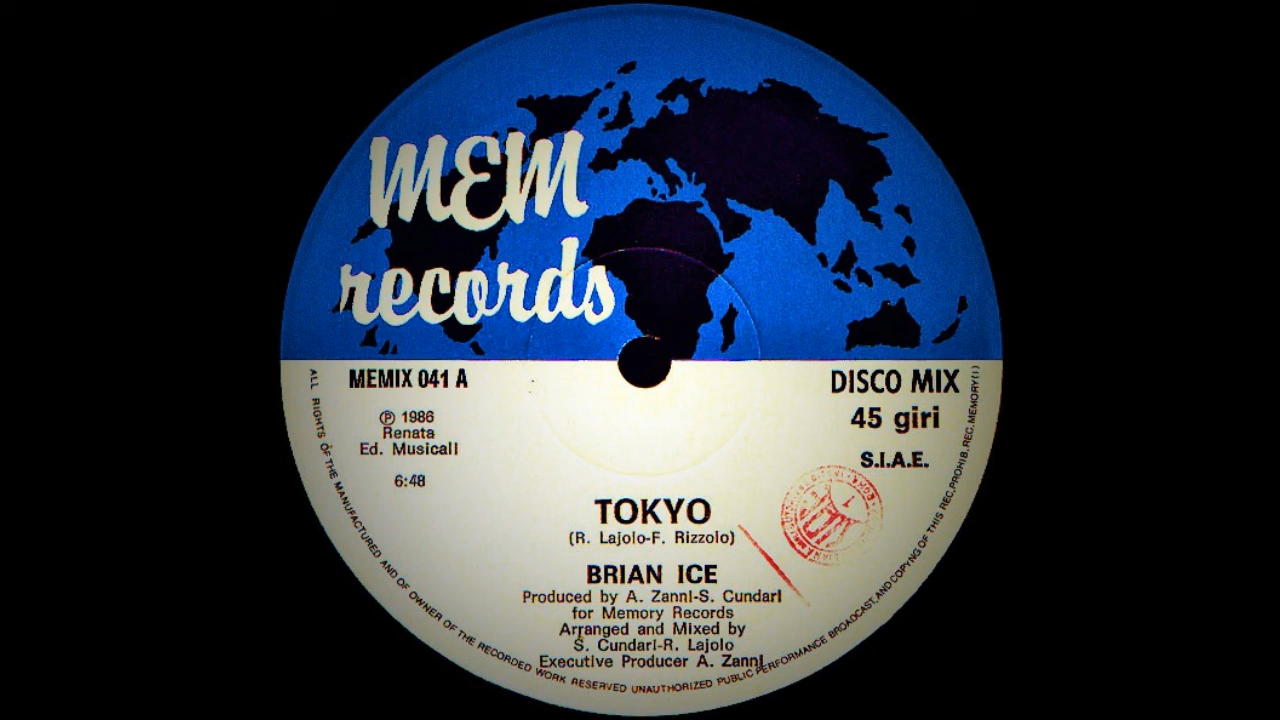 MEM
records
MEMIX 041 A
DISCO MIX
45 giri
S.I.A.E.
℗ 1986
Renata
Ed. Musicali
6:48
TOKYO
(R. Lajolo-F. Rizzolo)
BRIAN ICE
Produced by A. Zanni-S. Cundari
for Memory Records
Arranged and Mixed by
S. Cundari-R. Lajolo
Executive Producer A. Zanni
ALL RIGHTS OF THE MANUFACTURED AND OF OWNER OF THE RECORDED WORK RESERVED UNAUTHORIZED PUBLIC PERFORMANCE BROADCAST AND COPYNG OF THIS REC. PROHIB. REC. MEMORY (I)